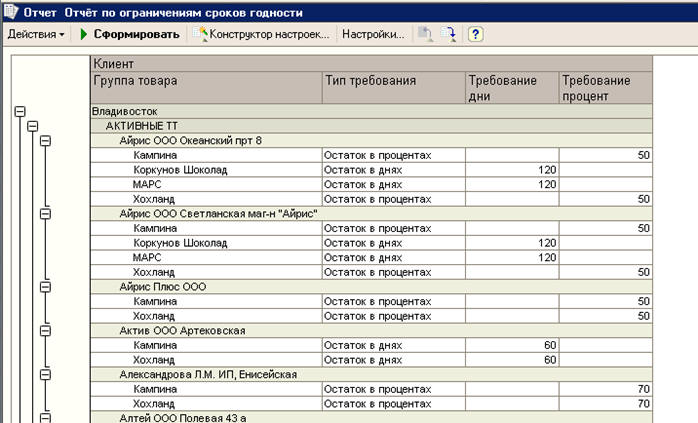 Отчет Отчёт по ограничениям сроков годности
Действия Сформировать Конструктор настроек... Настройки... ?
Клиент
Группа товара Тип требования Требование дни Требование процент
Владивосток
АКТИВНЫЕ ТТ
Айрис ООО Океанский прт 8
Кампина Остаток в процентах 50
Коркунов Шоколад Остаток в днях 120
МАРС Остаток в днях 120
Хохланд Остаток в процентах 50
Айрис ООО Светланская маг-н "Айрис"
Кампина Остаток в процентах 50
Коркунов Шоколад Остаток в днях 120
МАРС Остаток в днях 120
Хохланд Остаток в процентах 50
Айрис Плюс ООО
Кампина Остаток в процентах 50
Хохланд Остаток в процентах 50
Актив ООО Артековская
Кампина Остаток в днях 60
Хохланд Остаток в днях 60
Александрова Л.М. ИП, Енисейская
Кампина Остаток в процентах 70
Хохланд Остаток в процентах 70
Алтей ООО Полевая 43 а